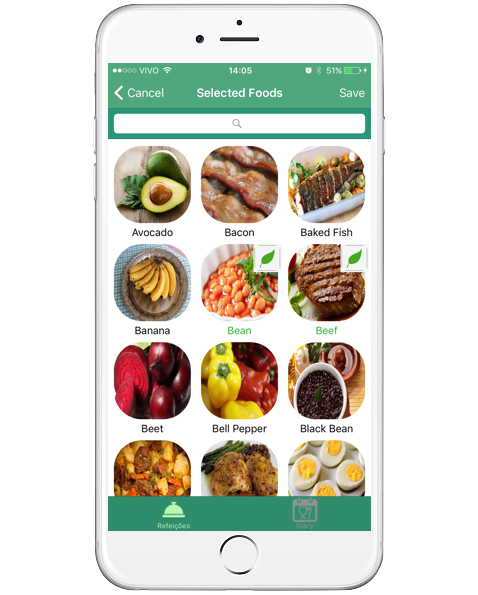 VIVO 14:05 51%
Cancel Selected Foods Save
Avocado Bacon Baked Fish
Banana Bean Beef
Beet Bell Pepper Black Bean
Refeições Diary